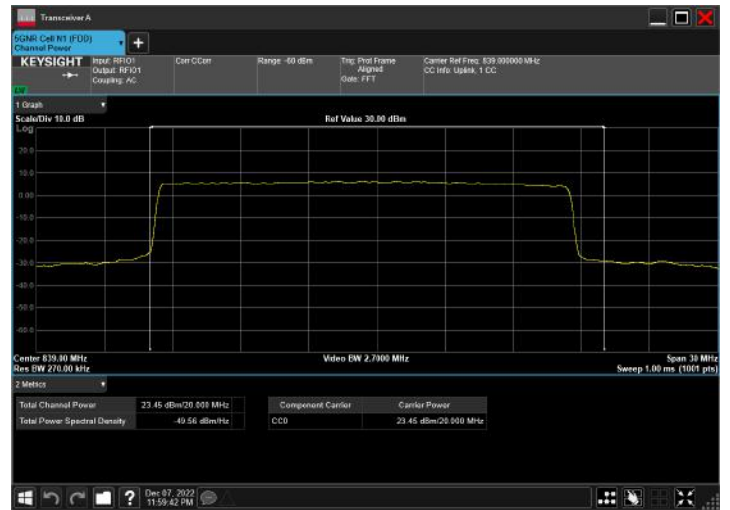 Transceiver A
5GNR Cell N1 (FDD)
Channel Power
KEYSIGHT
Input: RFIO1
Output: RFIO1
Coupling: AC
Corr CCorr
Range -60 dBm
Trig: Prot Frame
Aligned
Gate: FFT
Carrier Ref Freq: 839.000000 MHz
CC Info: Uplink, 1 CC
1 Graph
Scale/Div 10.0 dB
Ref Value 30.00 dBm
Log
20.0
10.0
0.00
-10.0
-20.0
-30.0
-40.0
-50.0
-60.0
Center 839.00 MHz
Video BW 2.7000 MHz
Span 30 MHz
Res BW 270.00 kHz
Sweep 1.00 ms (1001 pts)
2 Metrics
Total Channel Power 23.45 dBm/20.000 MHz
Total Power Spectral Density -49.56 dBm/Hz
Component Carrier Carrier Power
CC0 23.45 dBm/20.000 MHz
Dec 07, 2022
11:59:42 PM